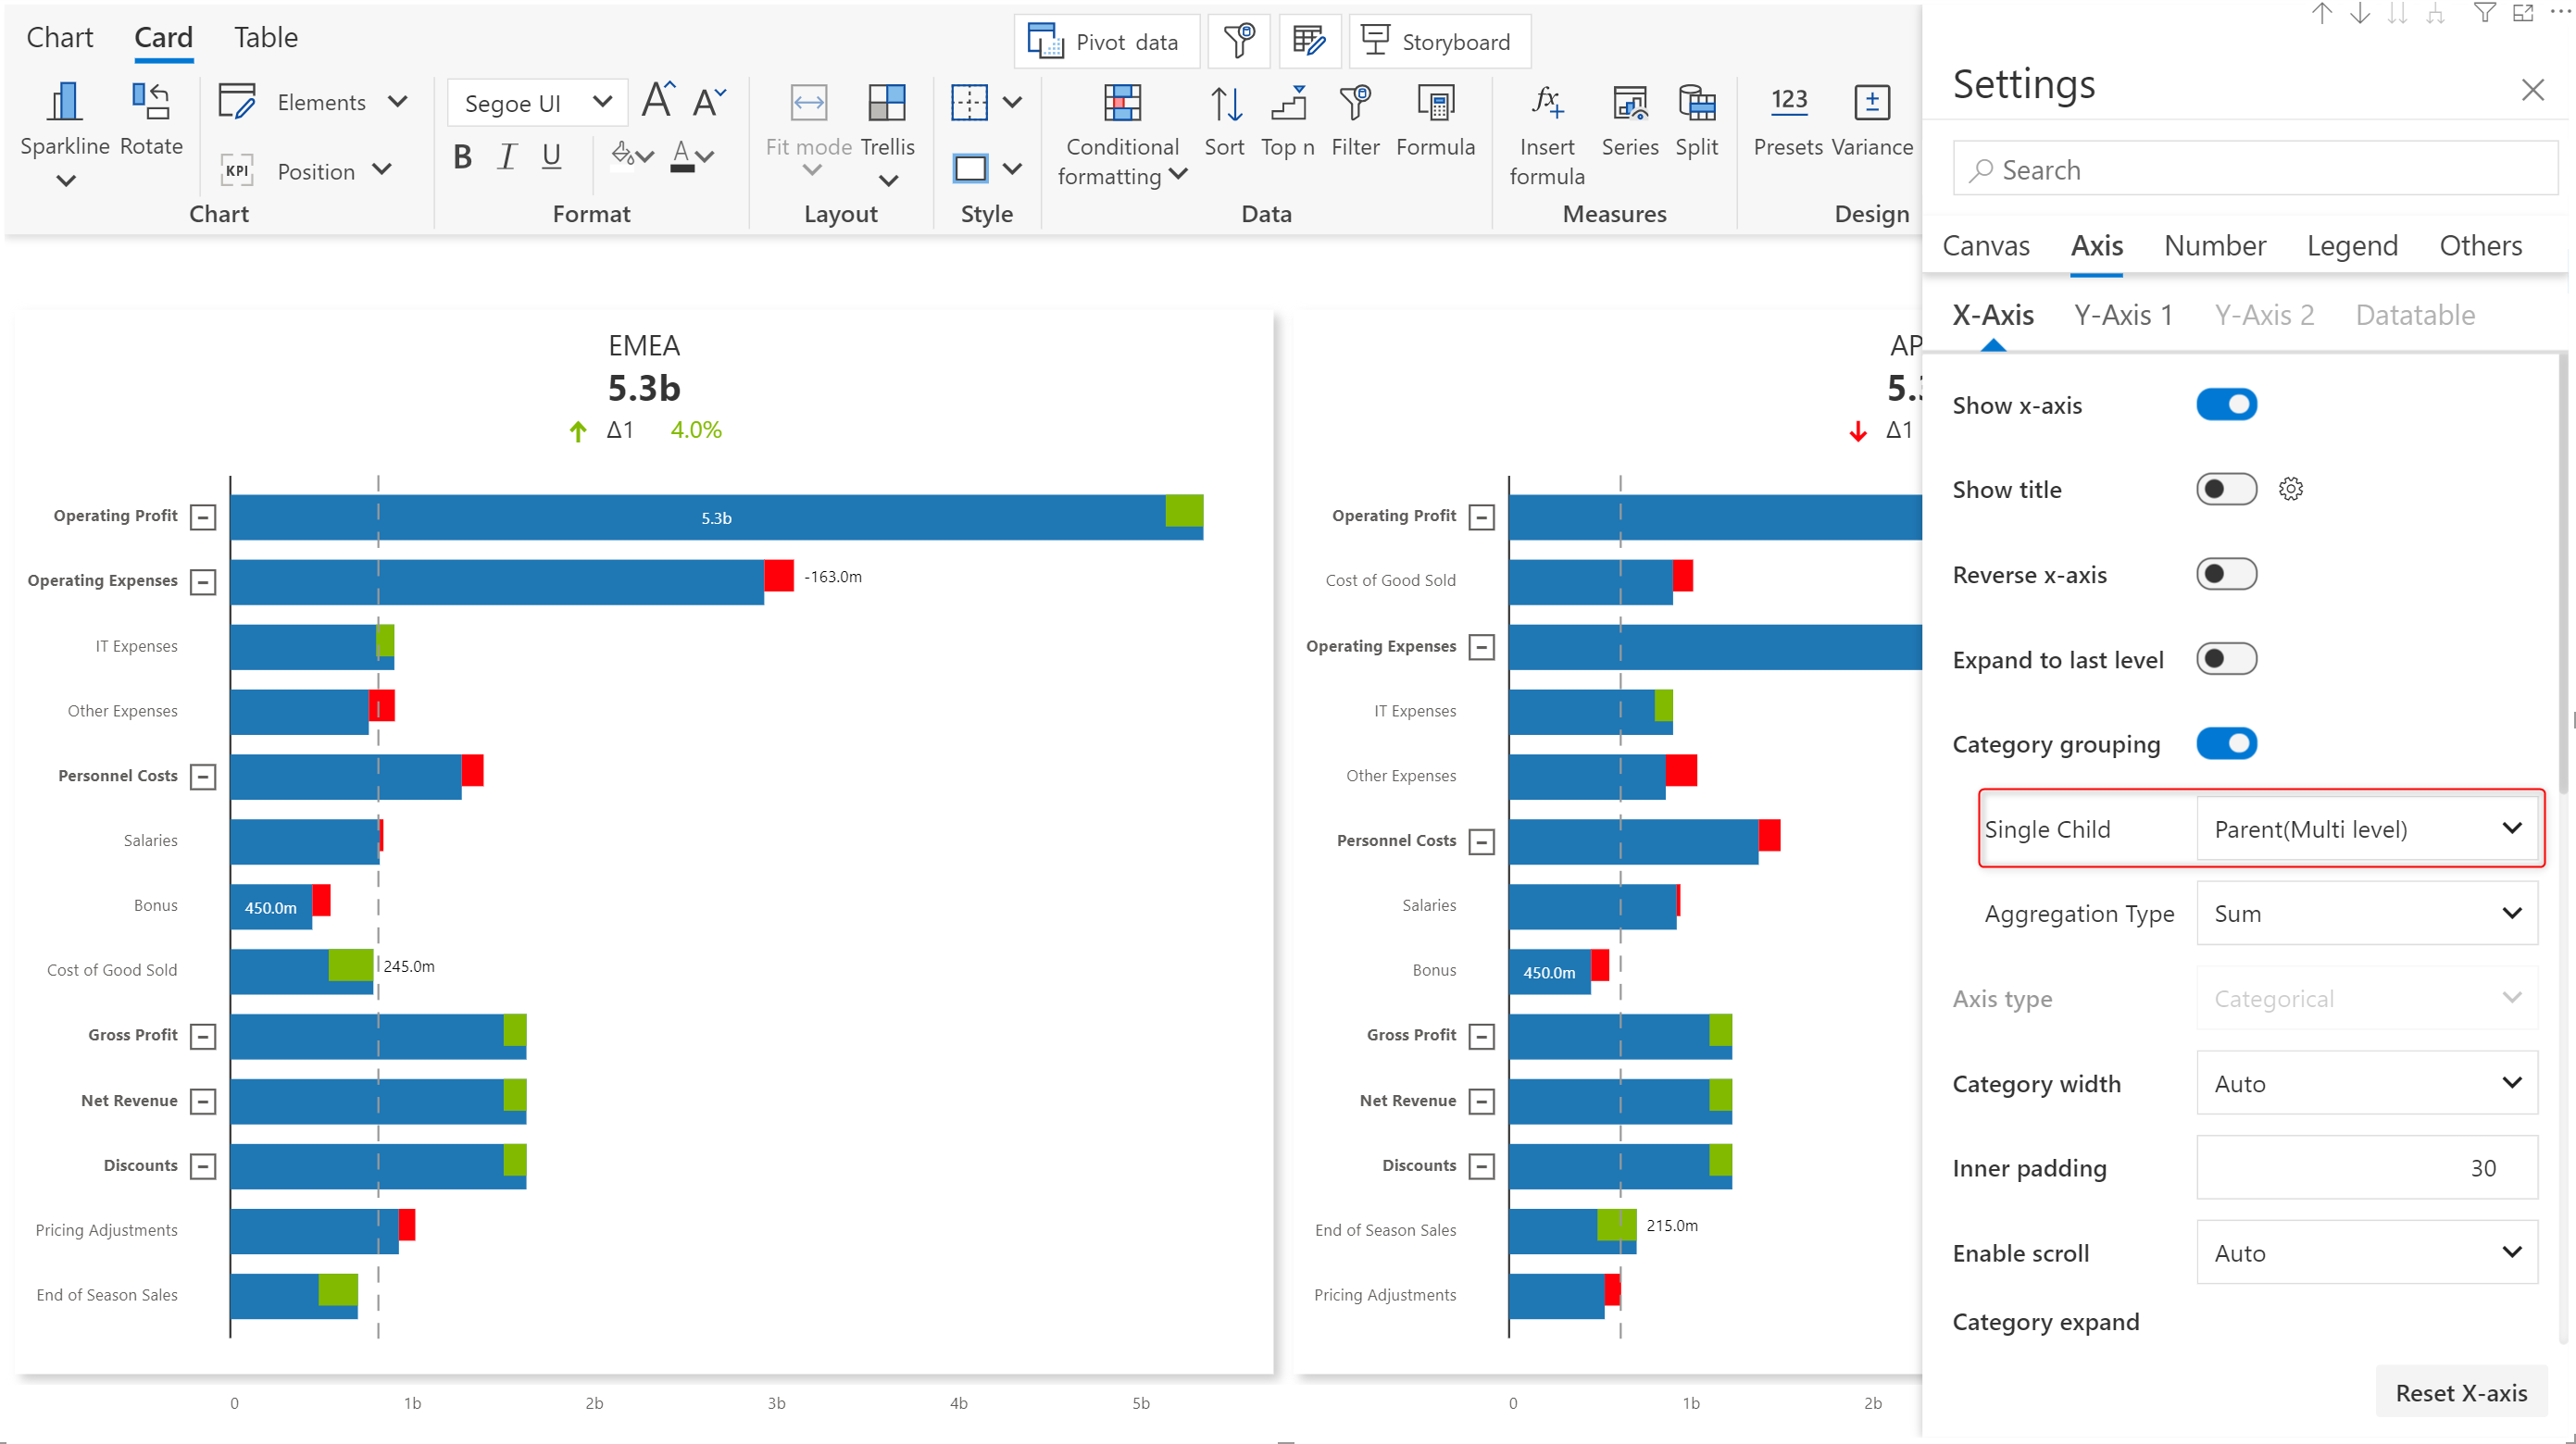 Chart Card Table
Pivot data
Storyboard
Sparkline
Rotate
Elements
KPI
Position
Chart
Segoe UI
A A
B I U
A
Format
Fit mode
Trellis
Layout
Style
Conditional
formatting
Sort
Top n
Filter
Formula
Data
fx
Insert
formula
Series
Split
Measures
123
Presets
Variance
Design
EMEA
5.3b
Δ1 4.0%
Operating Profit
5.3b
Operating Expenses
-163.0m
IT Expenses
Other Expenses
Personnel Costs
Salaries
Bonus
450.0m
Cost of Good Sold
245.0m
Gross Profit
Net Revenue
Discounts
Pricing Adjustments
End of Season Sales
0 1b 2b 3b 4b 5b
AP
5.
Δ1
Operating Profit
Cost of Good Sold
Operating Expenses
IT Expenses
Other Expenses
Personnel Costs
Salaries
Bonus
450.0m
Gross Profit
Net Revenue
Discounts
End of Season Sales
215.0m
Pricing Adjustments
0 1b 2b
Settings
Search
Canvas Axis Number Legend Others
X-Axis Y-Axis 1 Y-Axis 2 Datatable
Show x-axis
Show title
Reverse x-axis
Expand to last level
Category grouping
Single Child Parent(Multi level)
Aggregation Type Sum
Axis type Categorical
Category width Auto
Inner padding 30
Enable scroll Auto
Category expand
Reset X-axis